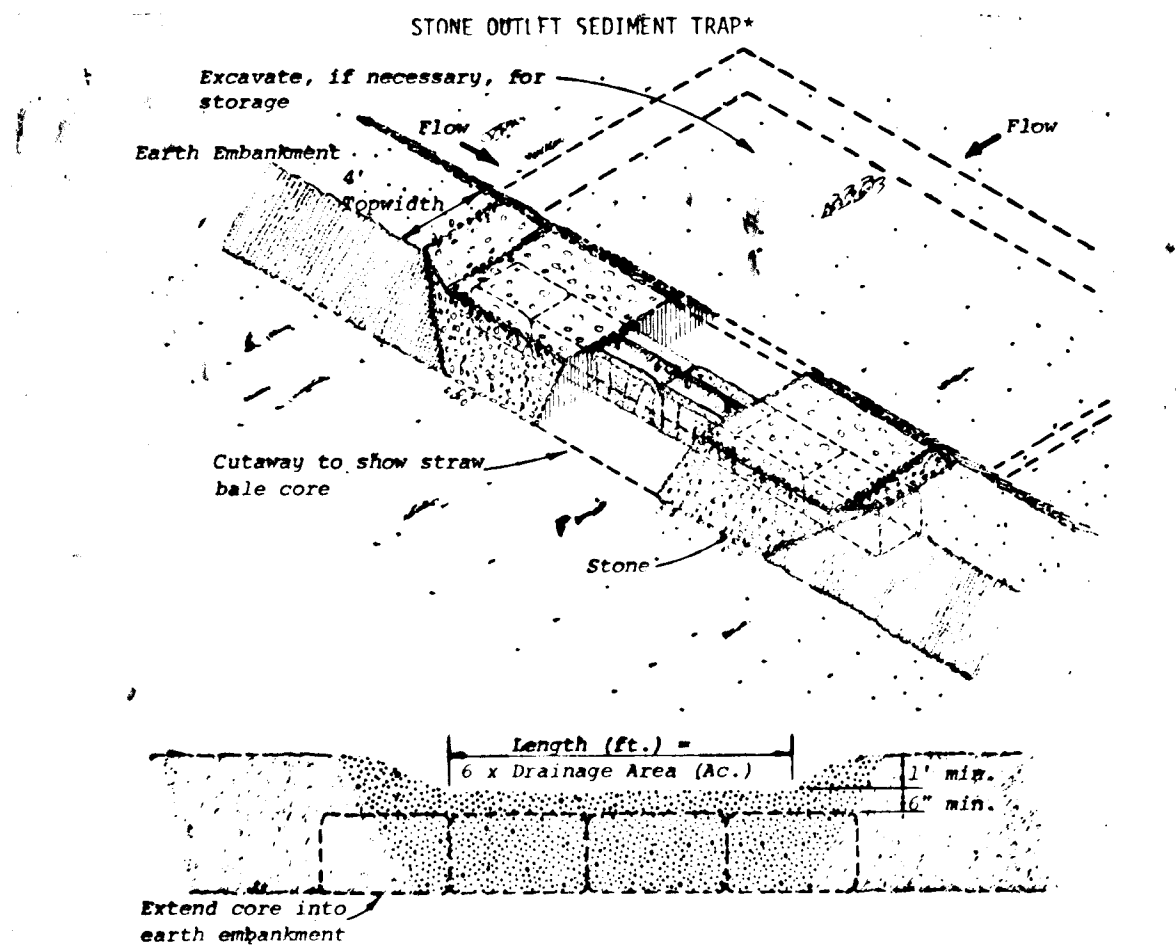 STONE OUTLET SEDIMENT TRAP*
Excavate, if necessary, for
storage
Flow
Flow
Earth Embankment
4'
Topwidth
Cutaway to show straw
bale core
Stone
Length (ft.) =
6 x Drainage Area (Ac.)
1' min.
6" min.
Extend core into
earth embankment